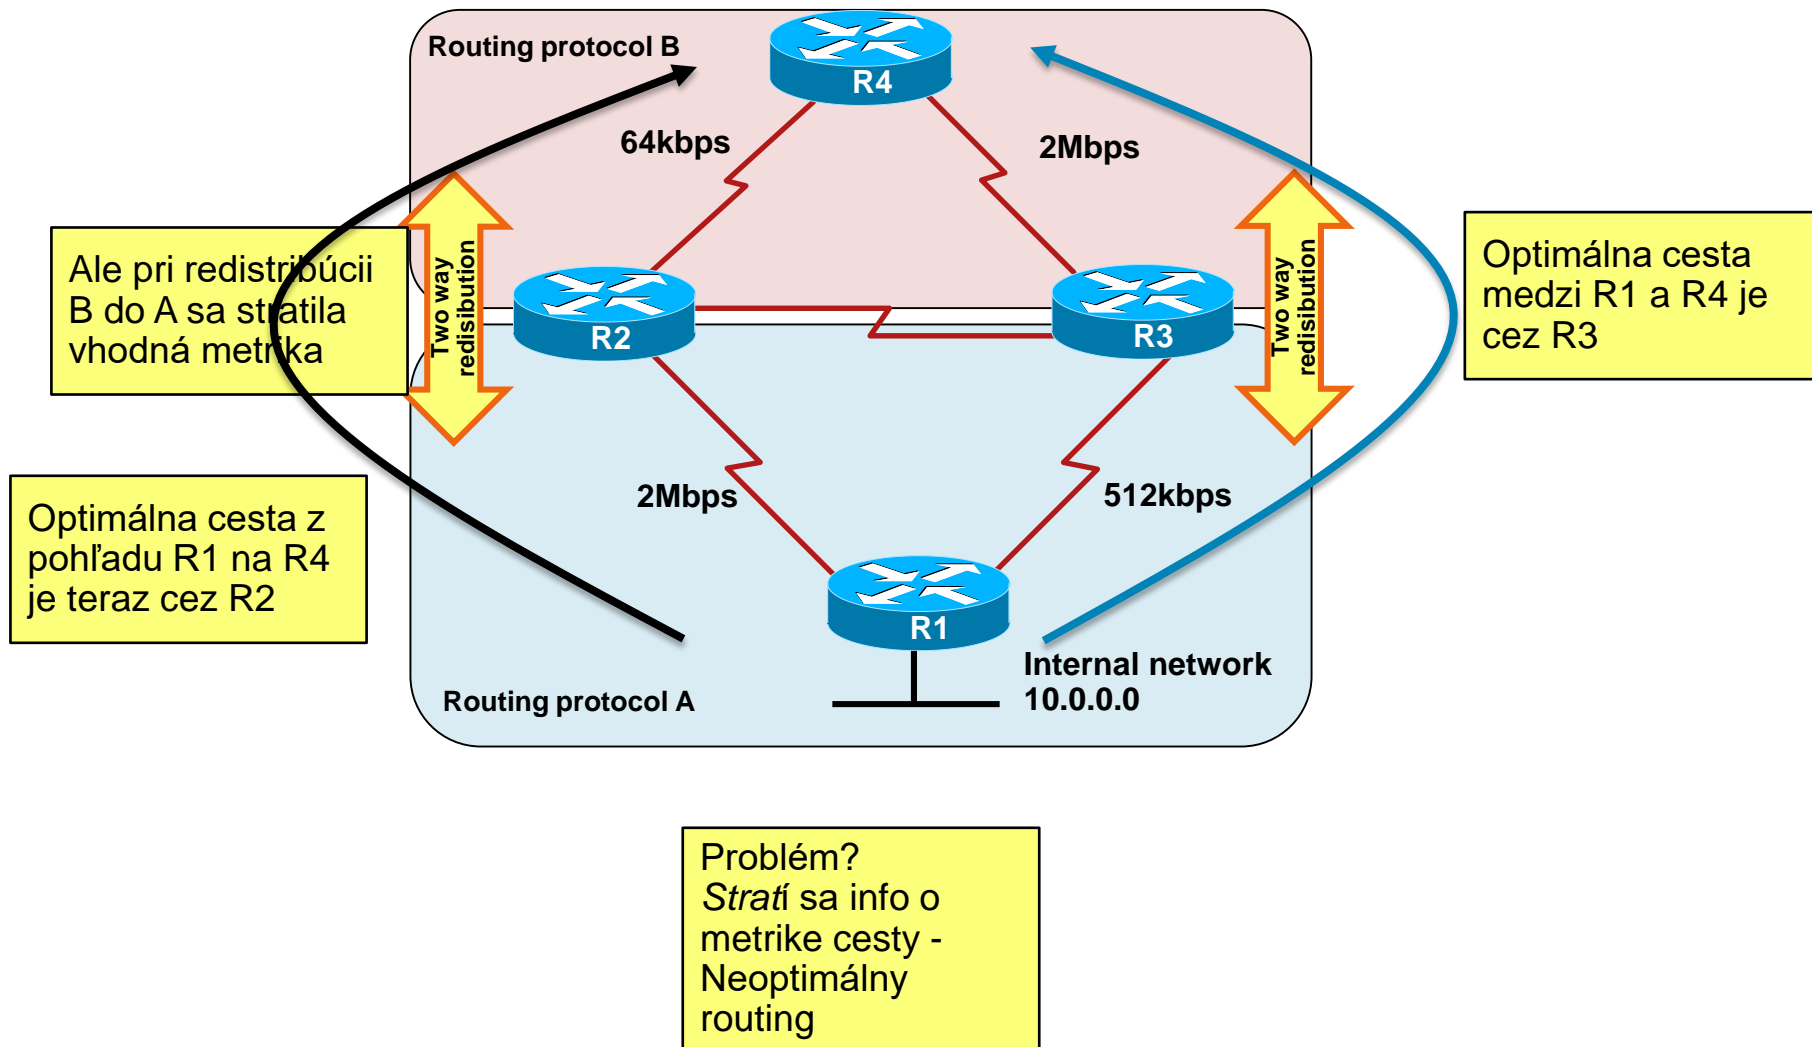 Routing protocol B
R4
64kbps
2Mbps
Ale pri redistribúcii
B do A sa stratila
vhodná metrika
Two way
redisibution
Two way
redisibution
Optimálna cesta
medzi R1 a R4 je
cez R3
R2
R3
2Mbps
512kbps
Optimálna cesta z
pohľadu R1 na R4
je teraz cez R2
R1
Internal network
10.0.0.0
Routing protocol A
Problém?
Stratí sa info o
metrike cesty -
Neoptimálny
routing